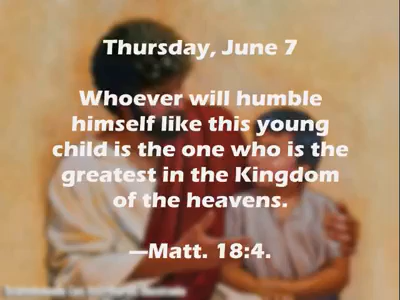 Thursday, June 7
Whoever will humble
himself like this young
child is the one who is the
greatest in the Kingdom
of the heavens.
—Matt. 18:4.